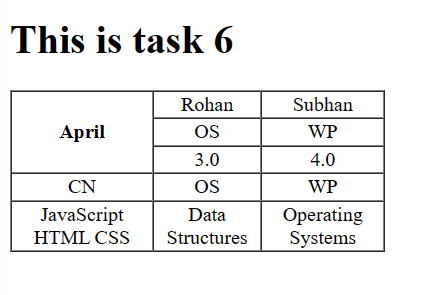 This is task 6
Rohan Subhan
April OS WP
3.0 4.0
CN OS WP
JavaScript Data Operating
HTML CSS Structures Systems